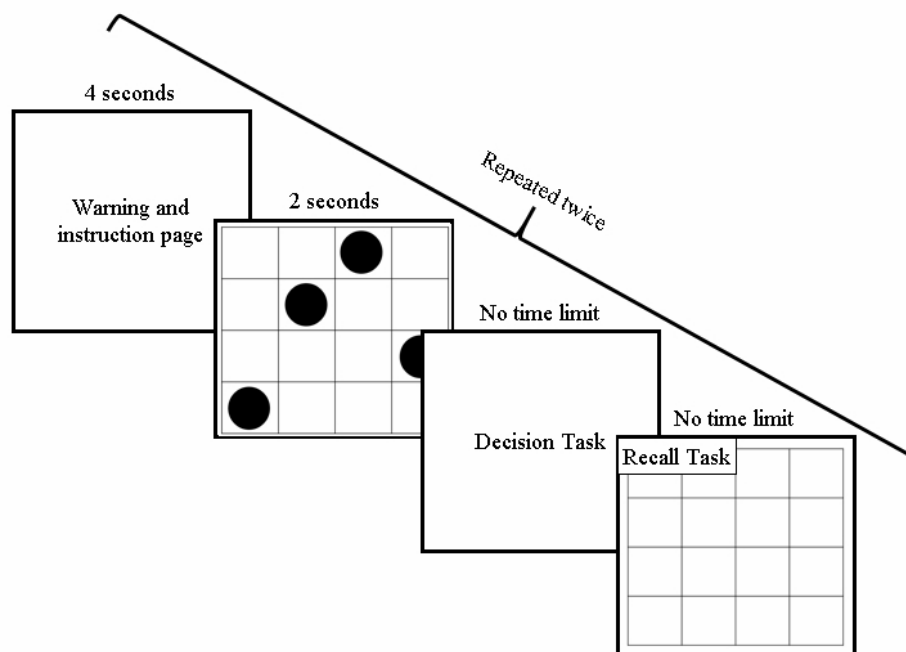 4 seconds
Warning and
instruction page
2 seconds
Repeated twice
No time limit
Decision Task
No time limit
Recall Task